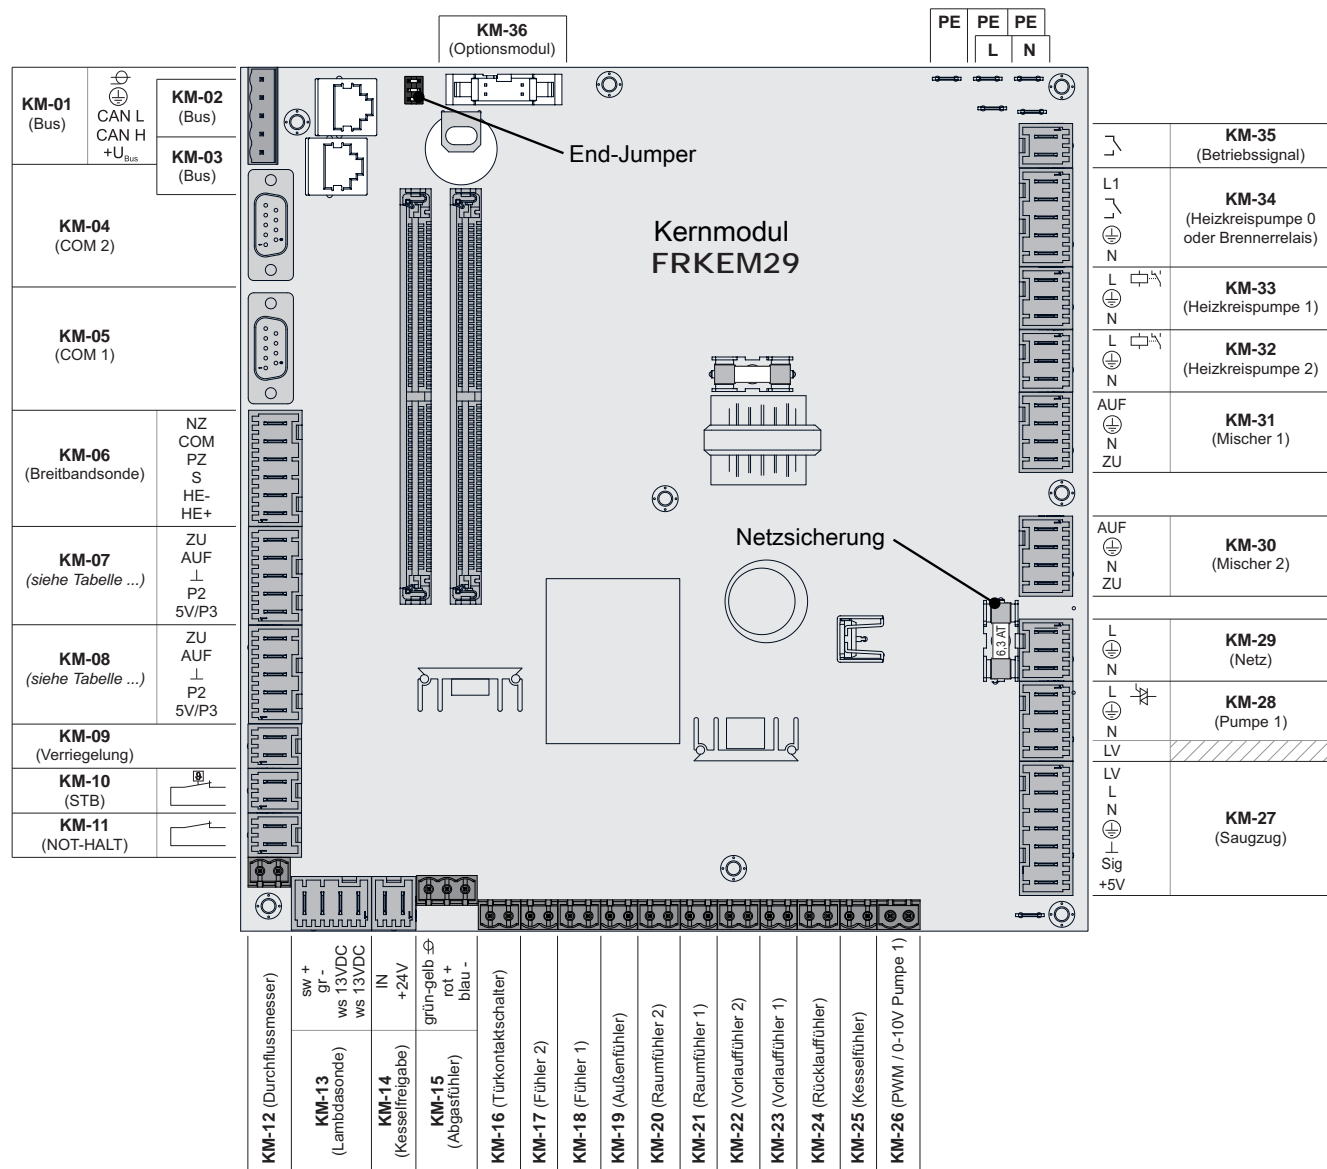 KM-36
(Optionsmodul)
PE PE PE
L N
KM-01
(Bus)
CAN L
CAN H
+UBus
KM-02
(Bus)
KM-03
(Bus)
KM-04
(COM 2)
KM-05
(COM 1)
KM-06
(Breitbandsonde)
NZ
COM
PZ
S
HE-
HE+
KM-07
(siehe Tabelle ...)
ZU
AUF
⊥
P2
5V/P3
KM-08
(siehe Tabelle ...)
ZU
AUF
⊥
P2
5V/P3
KM-09
(Verriegelung)
KM-10
(STB)
KM-11
(NOT-HALT)
End-Jumper
Kernmodul
FRKEM29
Netzsicherung
6,3 AT
KM-35
(Betriebssignal)
L1
N
KM-34
(Heizkreispumpe 0
oder Brennerrelais)
L
N
KM-33
(Heizkreispumpe 1)
L
N
KM-32
(Heizkreispumpe 2)
AUF
N
ZU
KM-31
(Mischer 1)
AUF
N
ZU
KM-30
(Mischer 2)
L
N
KM-29
(Netz)
L
N
LV
KM-28
(Pumpe 1)
LV
L
N
⊥
Sig
+5V
KM-27
(Saugzug)
KM-12 (Durchflussmesser)
sw +
gr -
ws 13VDC
ws 13VDC
KM-13
(Lambdasonde)
IN
+24V
KM-14
(Kesselfreigabe)
grün-gelb
rot +
blau -
KM-15
(Abgasfühler)
KM-16 (Türkontaktschalter)
KM-17 (Fühler 2)
KM-18 (Fühler 1)
KM-19 (Außenfühler)
KM-20 (Raumfühler 2)
KM-21 (Raumfühler 1)
KM-22 (Vorlauffühler 2)
KM-23 (Vorlauffühler 1)
KM-24 (Rücklauffühler)
KM-25 (Kesselfühler)
KM-26 (PWM / 0-10V Pumpe 1)